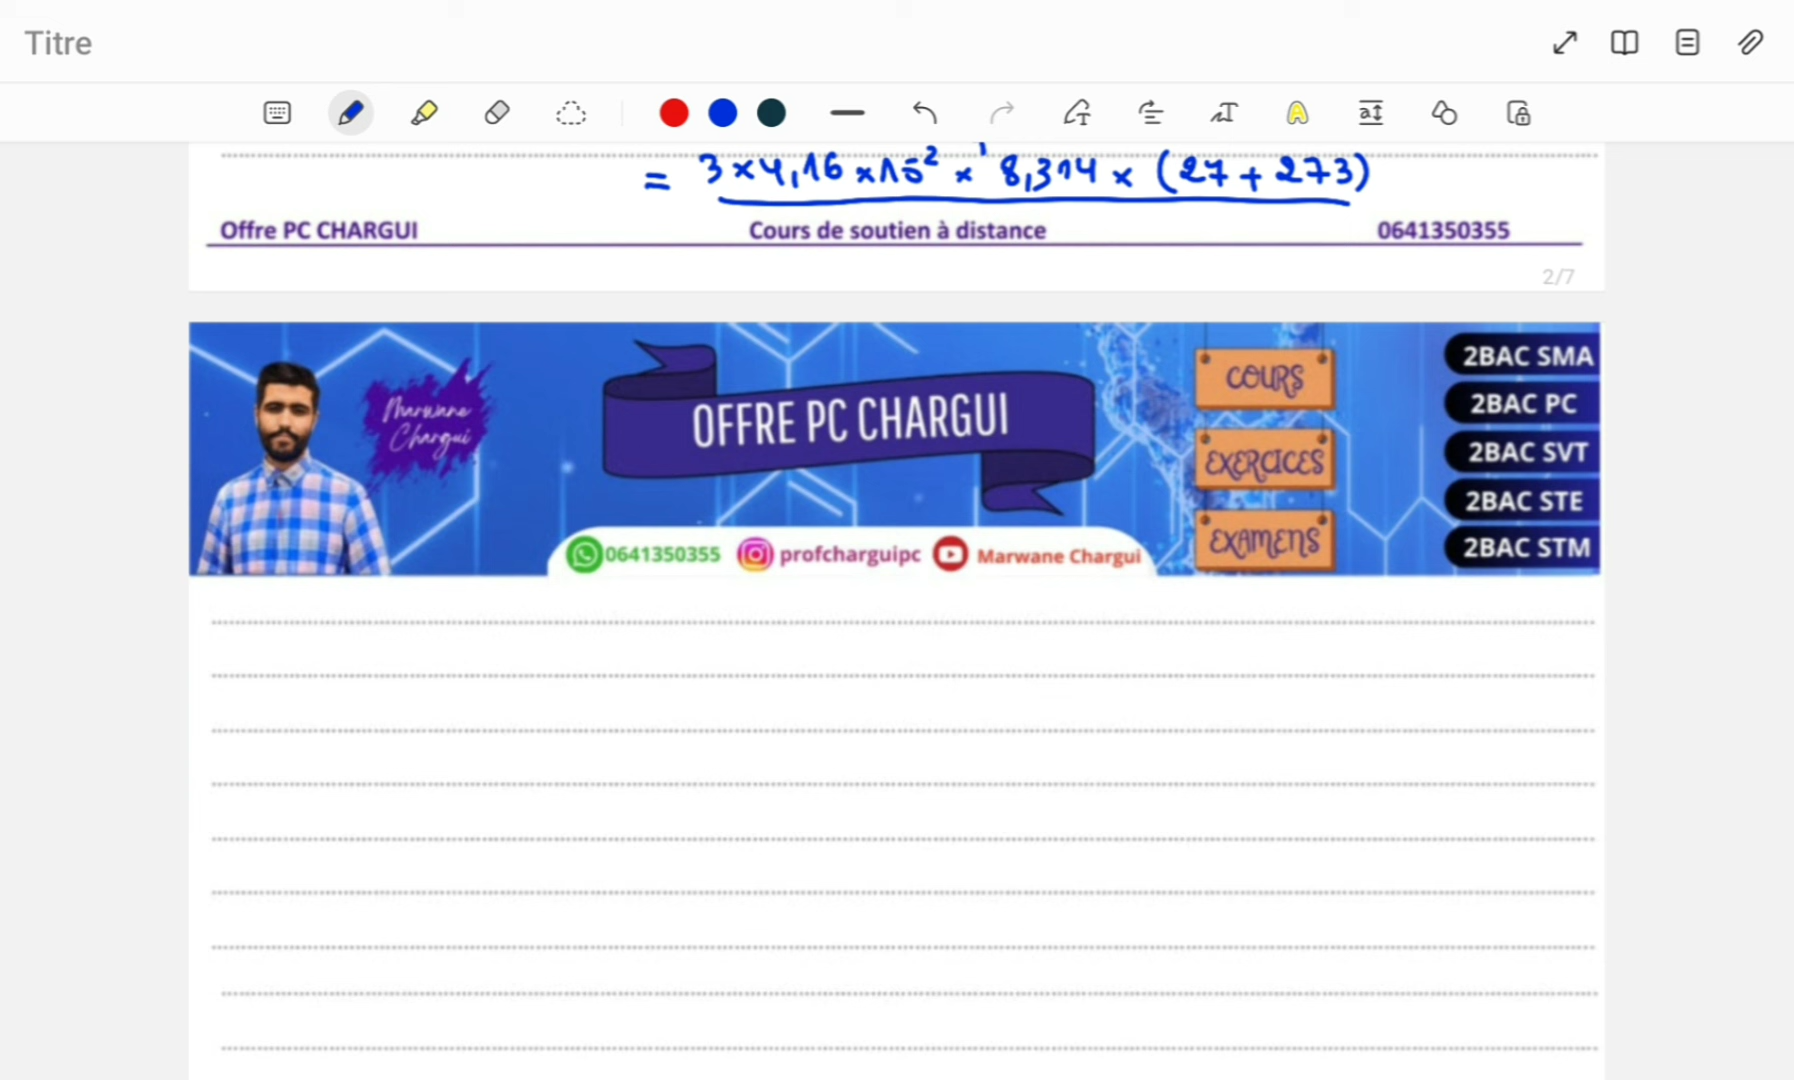 Titre
= 3 × 4,16 × 10² × 8,314 × (27 + 273)
Offre PC CHARGUI Cours de soutien à distance 0641350355
2/7
Marwane
Chargui
OFFRE PC CHARGUI
COURS
EXERCICES
EXAMENS
2BAC SMA
2BAC PC
2BAC SVT
2BAC STE
2BAC STM
0641350355 profcharguipc Marwane Chargui